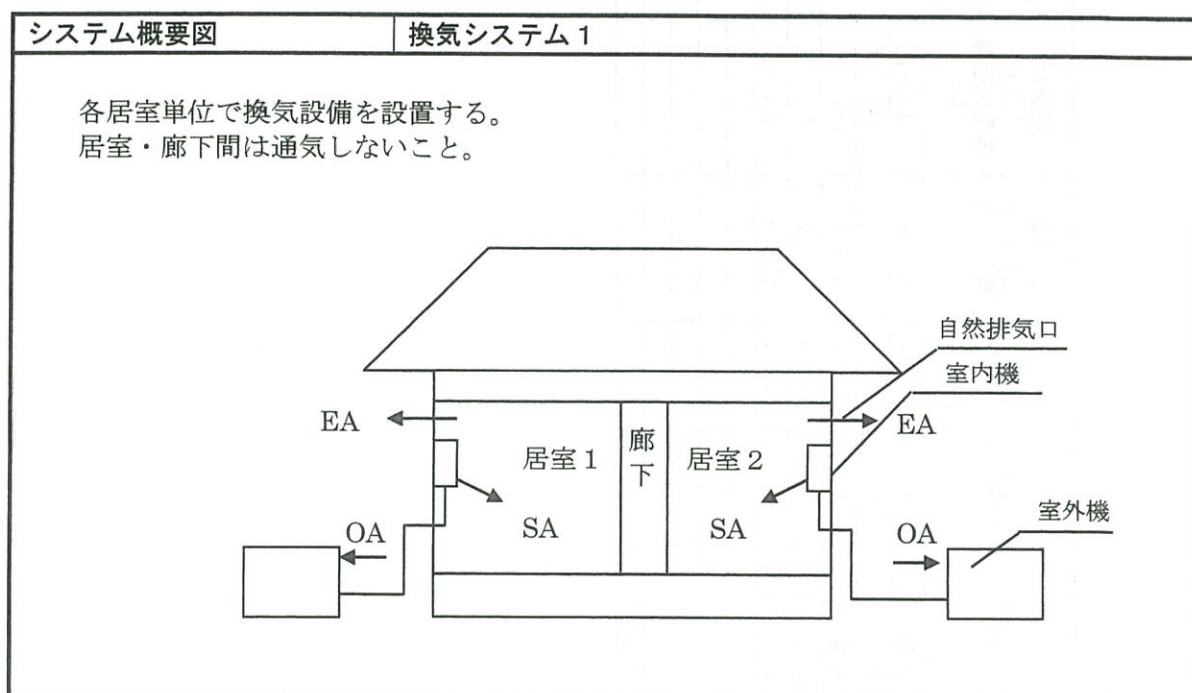 システム概要図
換気システム1
各居室単位で換気設備を設置する。
居室・廊下間は通気しないこと。
自然排気口
室内機
EA
EA
居室1
廊下
居室2
SA
SA
室外機
OA
OA